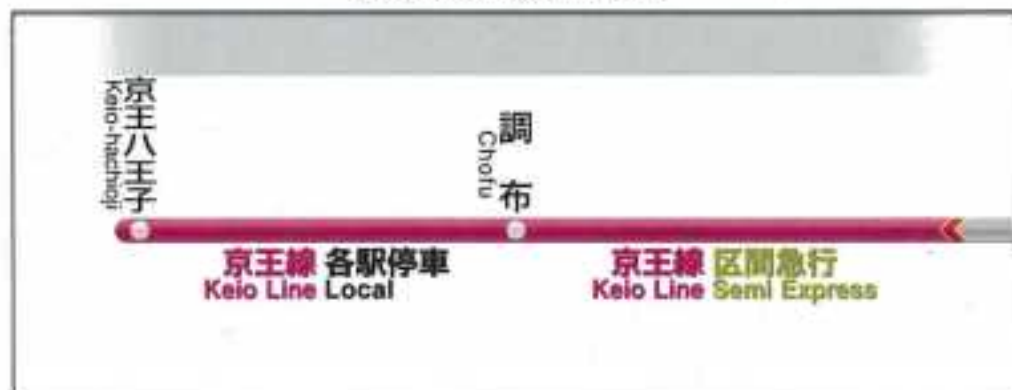 京王八王子
Keio-hachioji
調布
Chofu
京王線 各駅停車
Keio Line Local
京王線 区間急行
Keio Line Semi Express